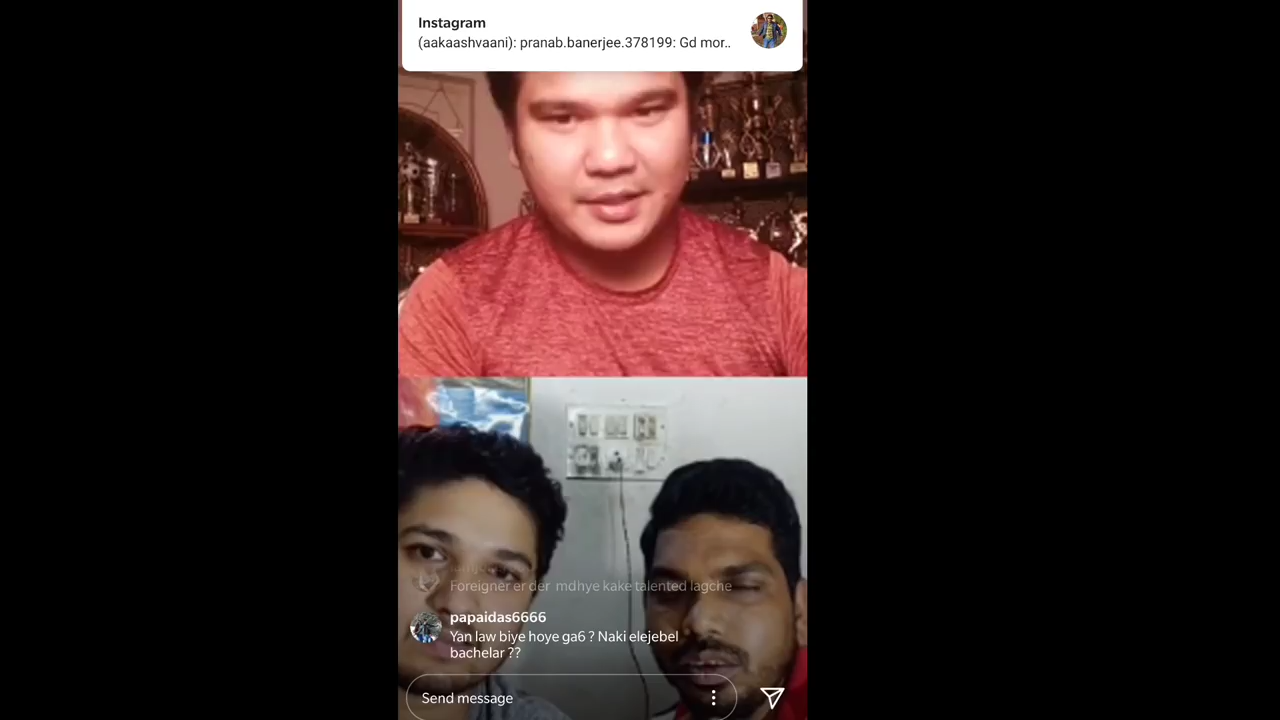 Instagram
(aakaashvaani): pranab.banerjee.378199: Gd mor..
Foreigner er der mdhye kake talented lagche
papaidas6666
Yan law biye hoye ga6 ? Naki elejebel
bachelar ??
Send message